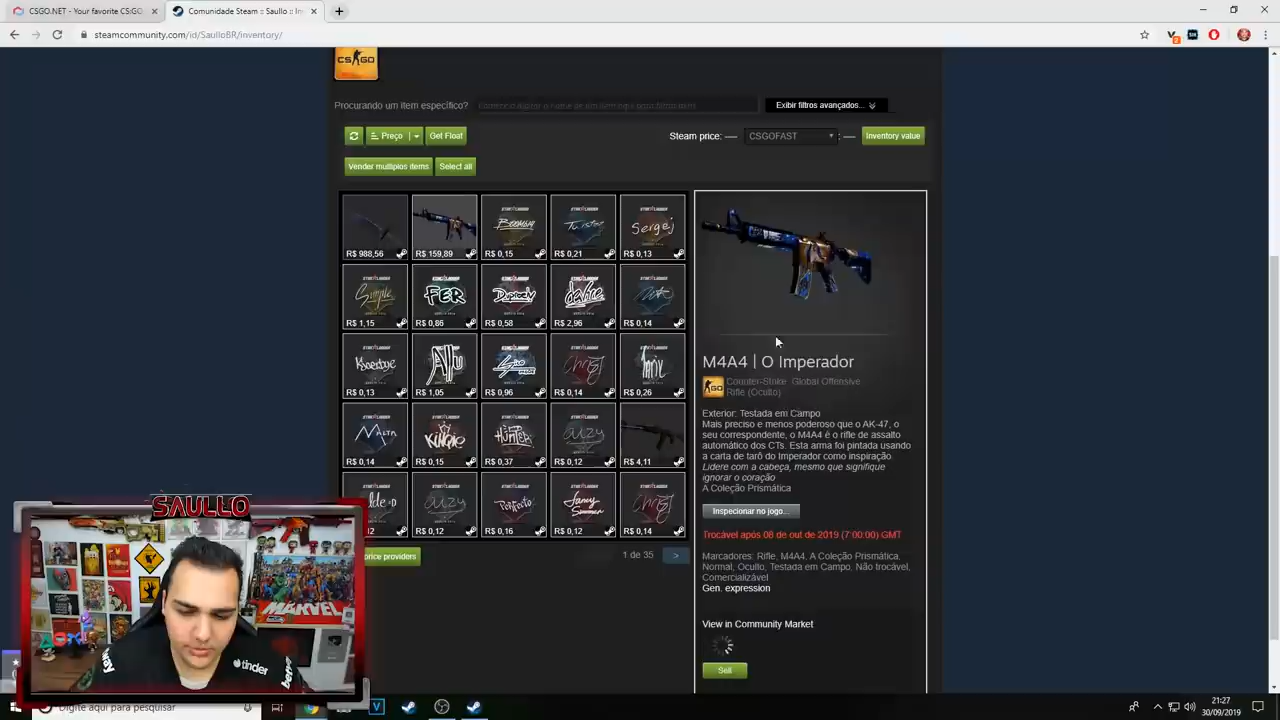 CSGO.NET - Your favorite CS:GO
Comunidade Steam :: Saullo :: In
steamcommunity.com/id/SaulloBR/inventory/
CS GO
Procurando um item específico?
Exibir filtros avançados...
Preço
Get Float
Steam price: —
CSGOFAST
: —
Inventory value
Vender multiplos items
Select all
R$ 988,56
R$ 159,89
R$ 0,15
R$ 0,21
R$ 0,13
R$ 1,15
R$ 0,86
R$ 0,58
R$ 2,96
R$ 0,14
R$ 0,13
R$ 1,05
R$ 0,96
R$ 0,14
R$ 0,26
R$ 0,14
R$ 0,15
R$ 0,37
R$ 0,12
R$ 4,11
R$ 0,12
R$ 0,16
R$ 0,12
R$ 0,14
price providers
1 de 35
>
M4A4 | O Imperador
Counter-Strike: Global Offensive
Rifle (Oculto)
Exterior: Testada em Campo
Mais preciso e menos poderoso que o AK-47, o
seu correspondente, o M4A4 é o rifle de assalto
automático dos CTs. Esta arma foi pintada usando
a carta de tarô do Imperador como inspiração.
Lidere com a cabeça, mesmo que signifique
ignorar o coração
A Coleção Prismática
Inspecionar no jogo...
Trocável após 08 de out de 2019 (7:00:00) GMT
Marcadores: Rifle, M4A4, A Coleção Prismática,
Normal, Oculto, Testada em Campo, Não trocável,
Comercializável
Gen. expression
View in Community Market
Sell
SAULLO
MARVEL
tinder
Digite aqui para pesquisar
21:27
30/09/2019